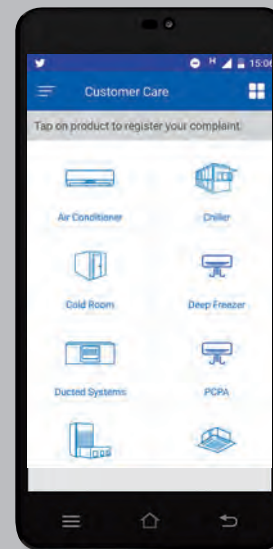 H 15:06
Customer Care
Tap on product to register your complaint.
Air Conditioner Chiller
Cold Room Deep Freezer
Ducted Systems PCPA